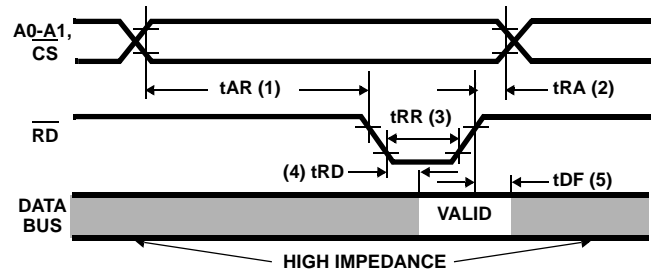 A0-A1,
CS
tAR (1)
tRA (2)
tRR (3)
RD
(4) tRD
tDF (5)
DATA
BUS
VALID
HIGH IMPEDANCE